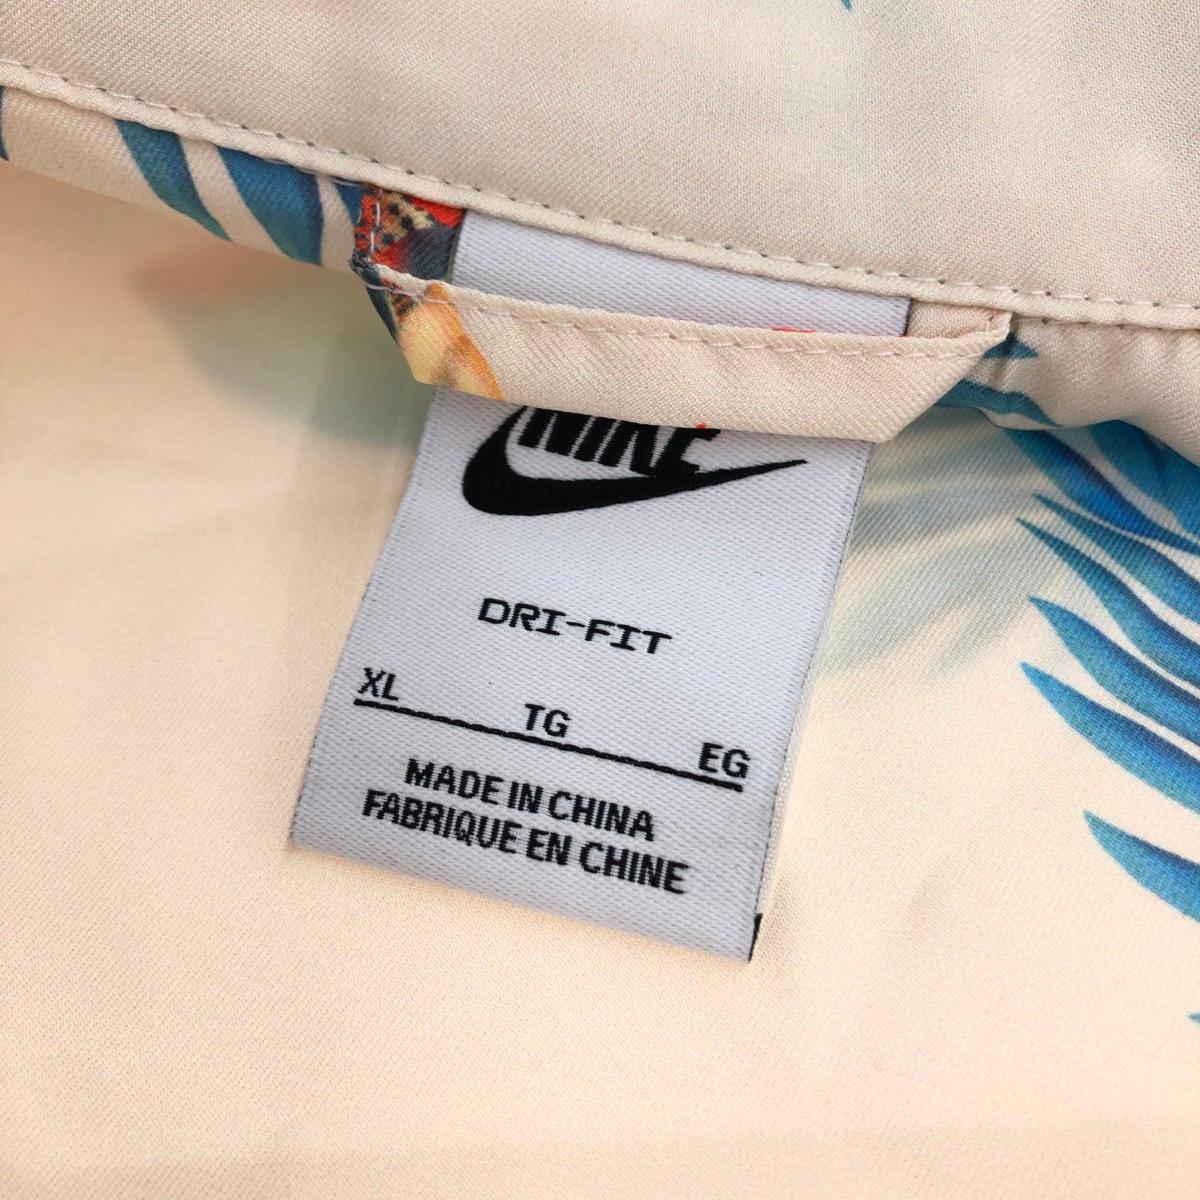 NIKE
DRI-FIT
XL TG EG
MADE IN CHINA
FABRIQUE EN CHINE